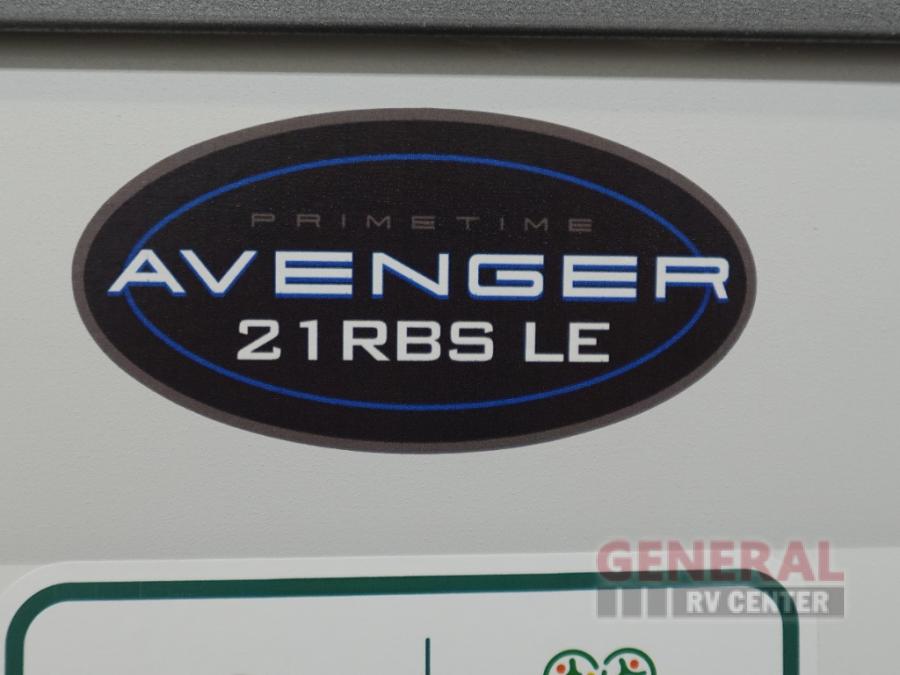 PRIMETIME
AVENGER
21RBS LE
GENERAL
RV CENTER